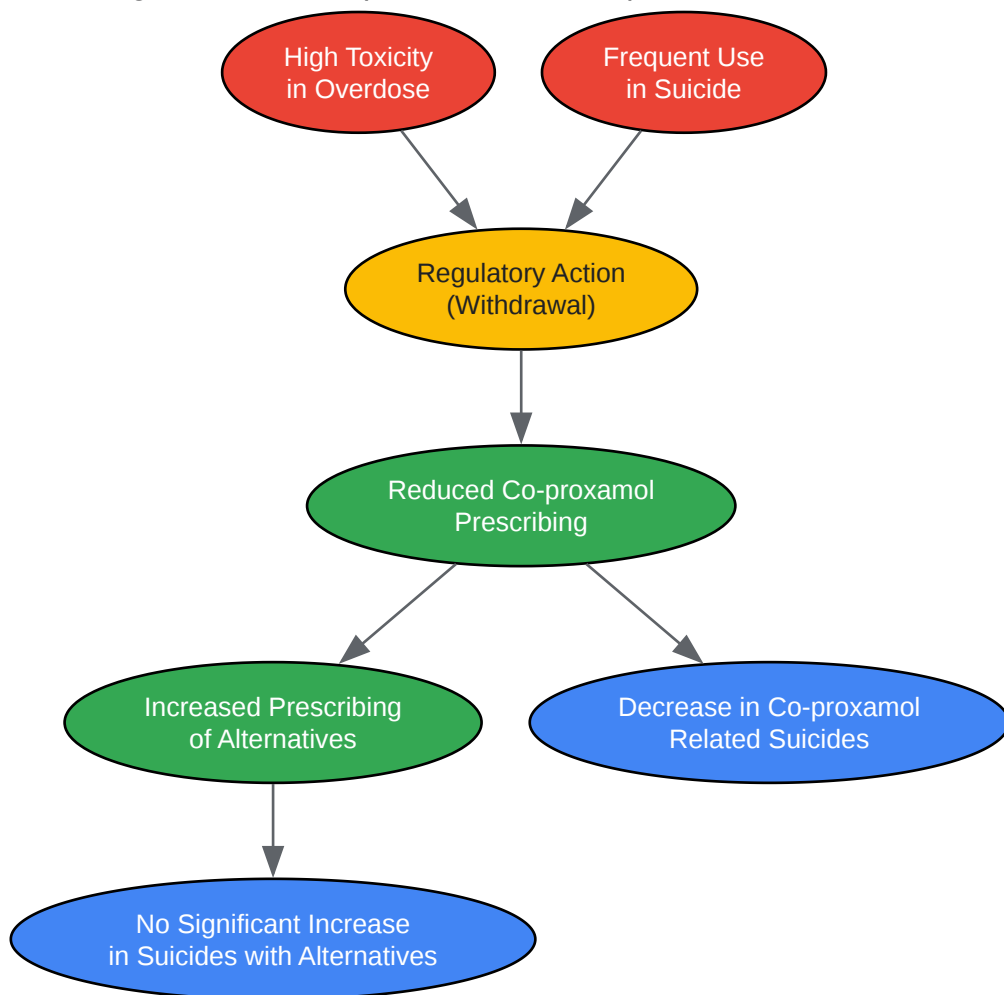 High Toxicity
in Overdose
Frequent Use
in Suicide
Regulatory Action
(Withdrawal)
Reduced Co-proxamol
Prescribing
Increased Prescribing
of Alternatives
Decrease in Co-proxamol
Related Suicides
No Significant Increase
in Suicides with Alternatives